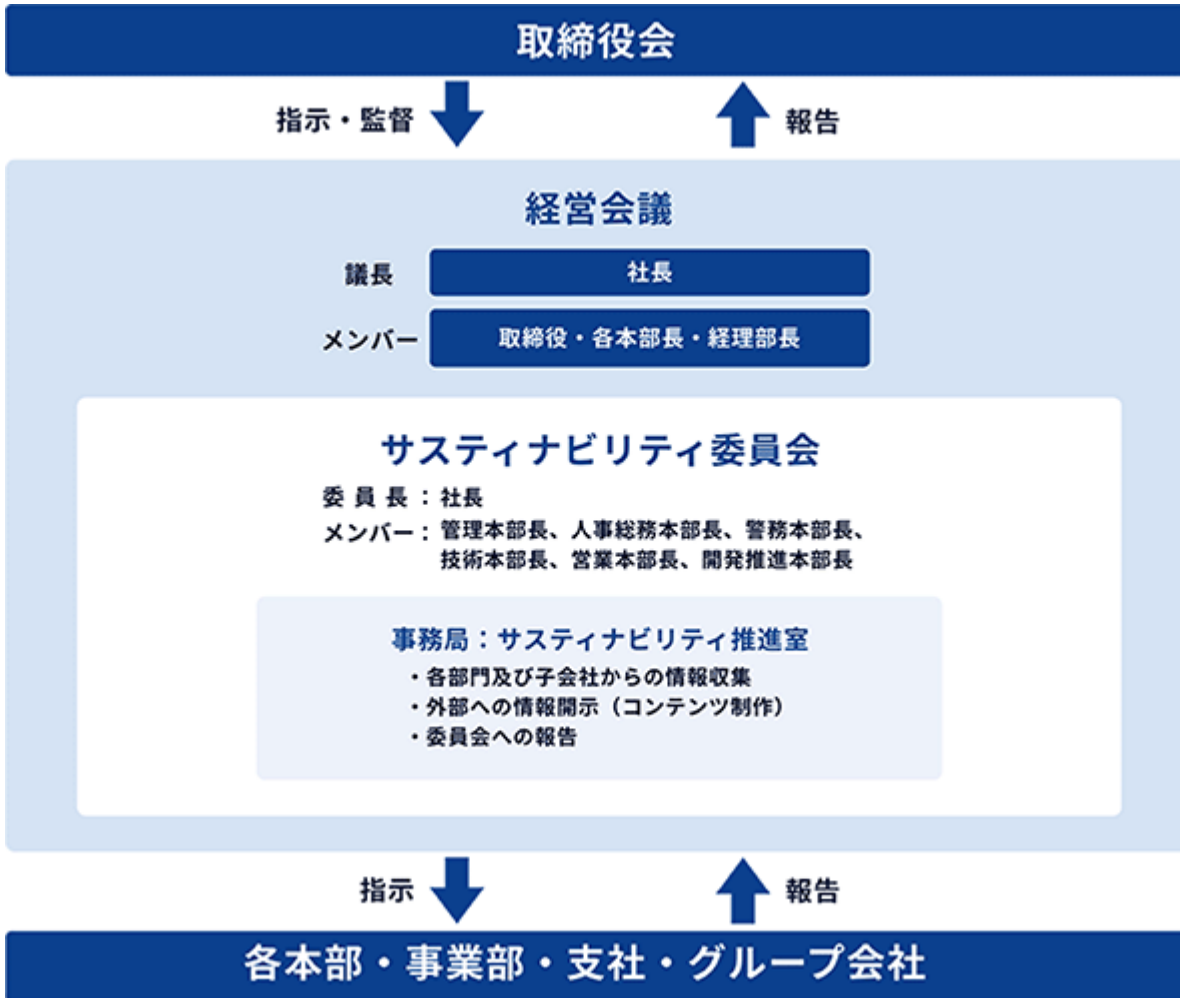 取締役会
指示・監督
報告
経営会議
議長 社長
メンバー 取締役・各本部長・経理部長
サスティナビリティ委員会
委員長：社長
メンバー：管理本部長、人事総務本部長、警務本部長、
技術本部長、営業本部長、開発推進本部長
事務局：サスティナビリティ推進室
・各部門及び子会社からの情報収集
・外部への情報開示（コンテンツ制作）
・委員会への報告
指示
報告
各本部・事業部・支社・グループ会社